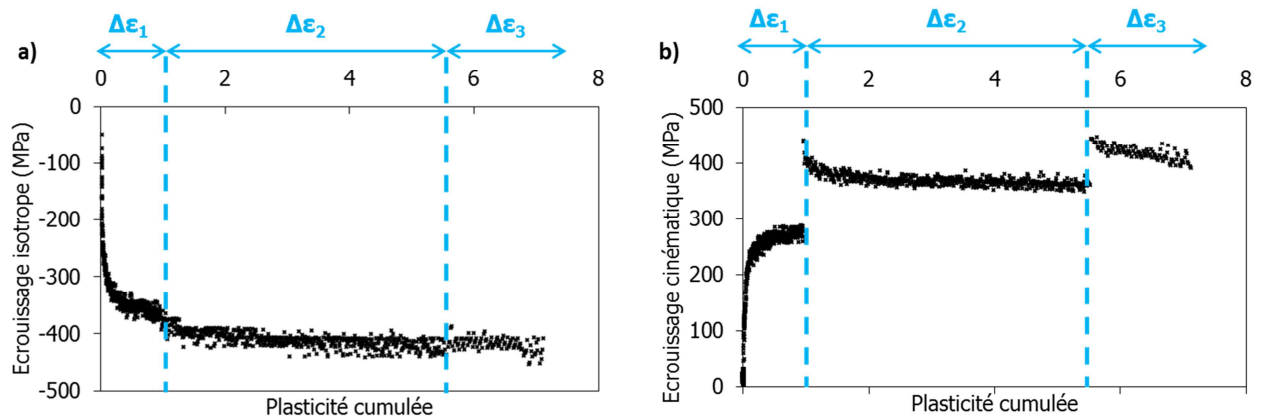 Δε₁ Δε₂ Δε₃
a)
0 2 4 6 8
0
-100
-200
-300
-400
-500
Ecrouissage isotrope (MPa)
Plasticité cumulée
Δε₁ Δε₂ Δε₃
b)
0 2 4 6 8
500
400
300
200
100
0
Ecrouissage cinématique (MPa)
Plasticité cumulée